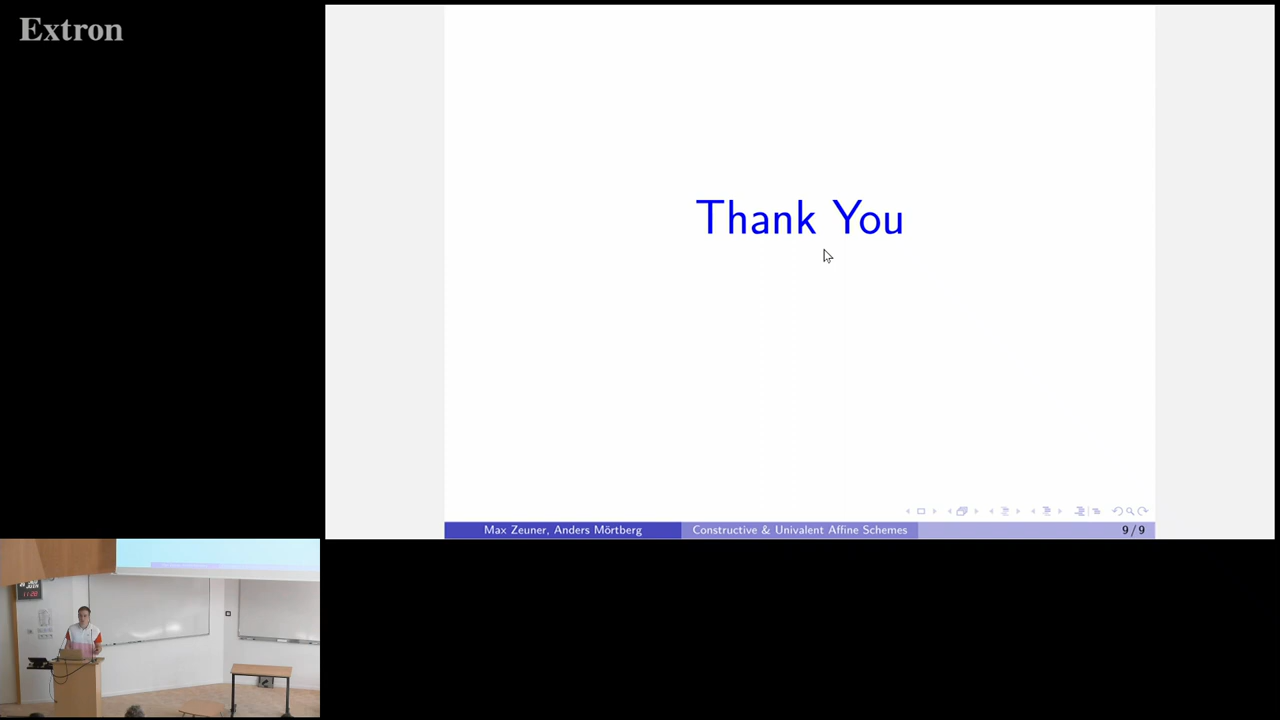 Extron
Thank You
Max Zeuner, Anders Mörtberg
Constructive & Univalent Affine Schemes
9 / 9